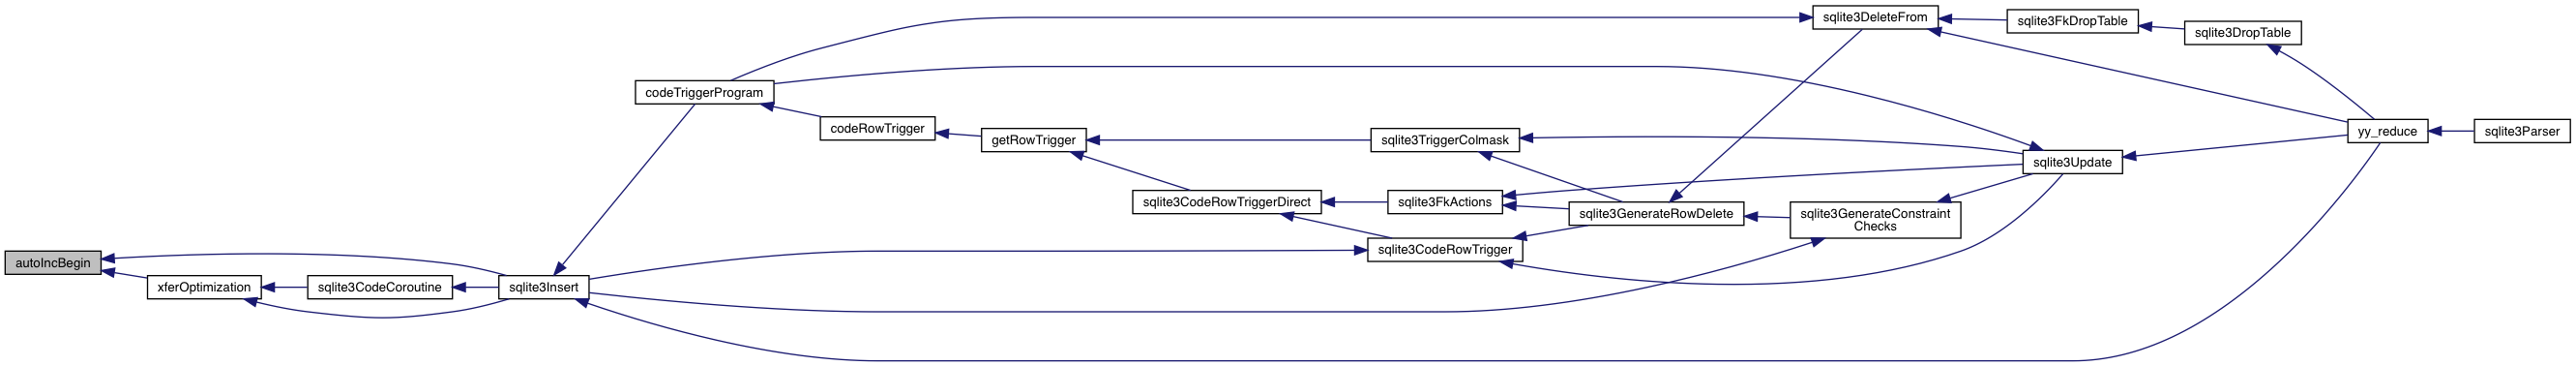 autoIncBegin
xferOptimization
sqlite3CodeCoroutine
sqlite3Insert
codeTriggerProgram
codeRowTrigger
getRowTrigger
sqlite3CodeRowTriggerDirect
sqlite3TriggerColmask
sqlite3FkActions
sqlite3CodeRowTrigger
sqlite3GenerateRowDelete
sqlite3DeleteFrom
sqlite3GenerateConstraint
Checks
sqlite3FkDropTable
sqlite3Update
sqlite3DropTable
yy_reduce
sqlite3Parser